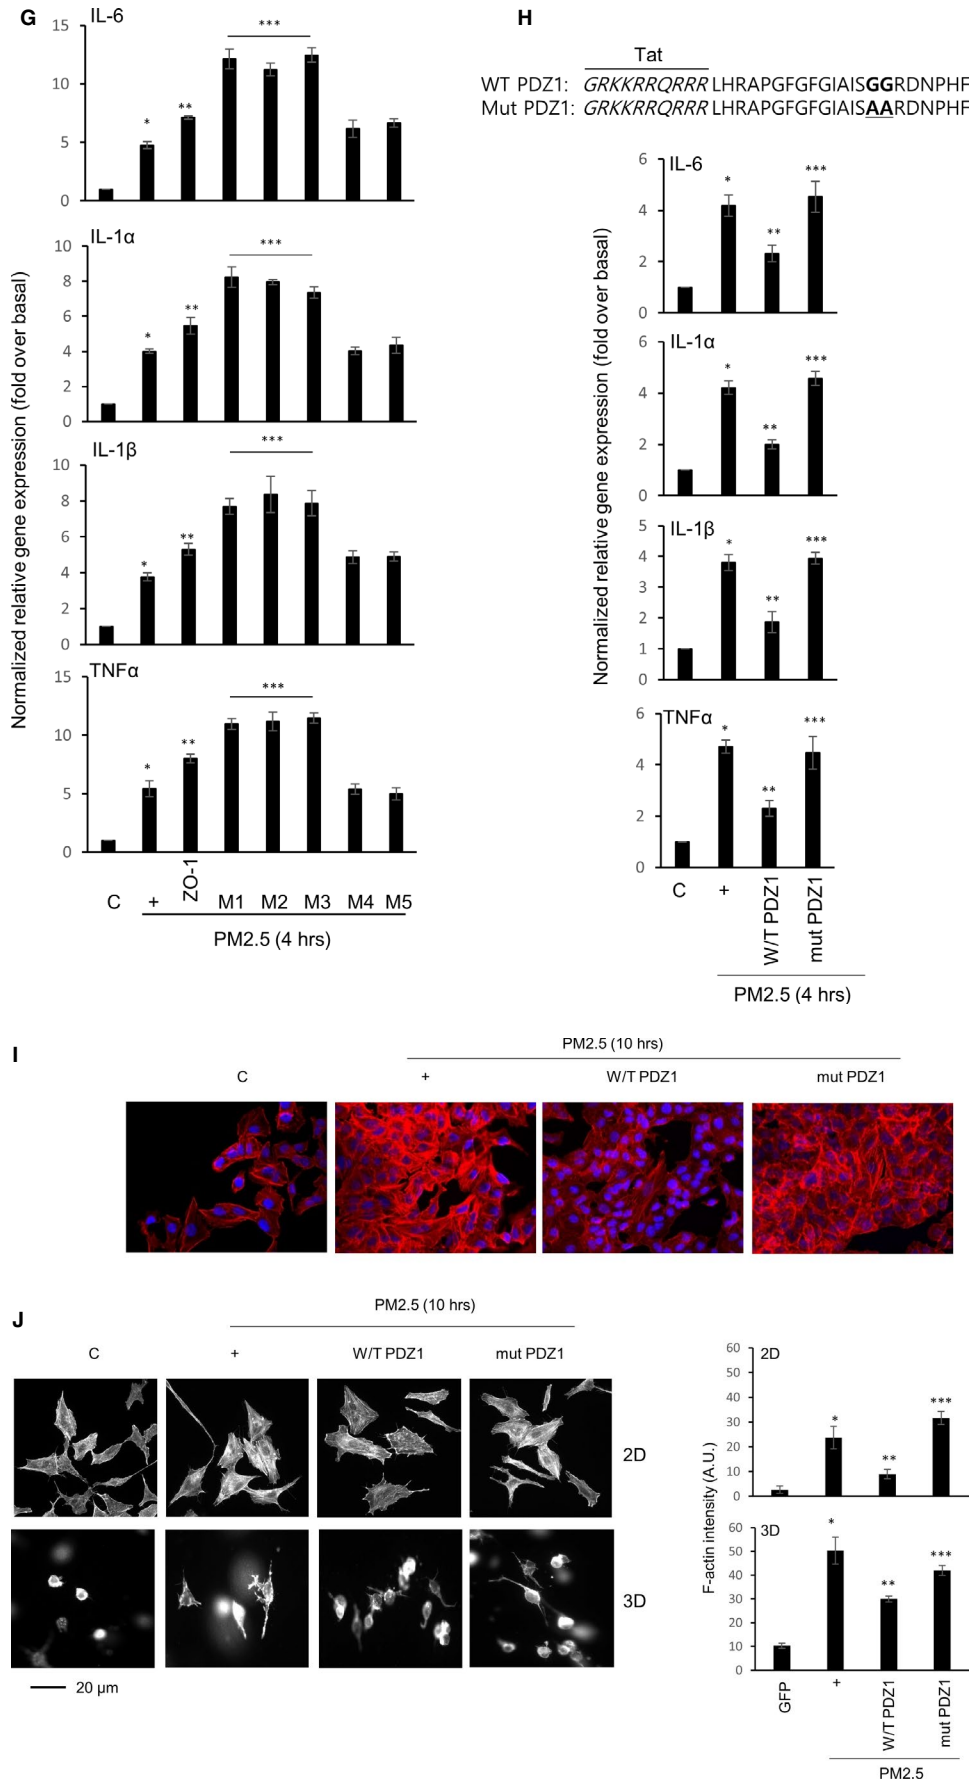 G
IL-6
***
15
10
5
0
*
**
IL-1α
***
10
8
6
4
2
0
*
**
IL-1β
***
10
8
6
4
2
0
*
**
TNFα
***
15
10
5
0
*
**
Normalized relative gene expression (fold over basal)
C + ZO-1 M1 M2 M3 M4 M5
PM2.5 (4 hrs)
H
Tat
WT PDZ1: GRKKRRQRRR LHRAPGFGFGIAISGGRDNPHF
Mut PDZ1: GRKKRRQRRR LHRAPGFGFGIAISAARDNPHF
IL-6
6
4
2
0
* ** ***
IL-1α
6
4
2
0
* ** ***
IL-1β
5
4
3
2
1
0
* ** ***
TNFα
6
4
2
0
* ** ***
Normalized relative gene expression (fold over basal)
C + W/T PDZ1 mut PDZ1
PM2.5 (4 hrs)
I
PM2.5 (10 hrs)
C + W/T PDZ1 mut PDZ1
J
PM2.5 (10 hrs)
C + W/T PDZ1 mut PDZ1
2D
3D
20 µm
2D
60
50
40
30
20
10
0
* ** ***
3D
60
50
40
30
20
10
0
* ** ***
F-actin intensity (A.U.)
GFP + W/T PDZ1 mut PDZ1
PM2.5